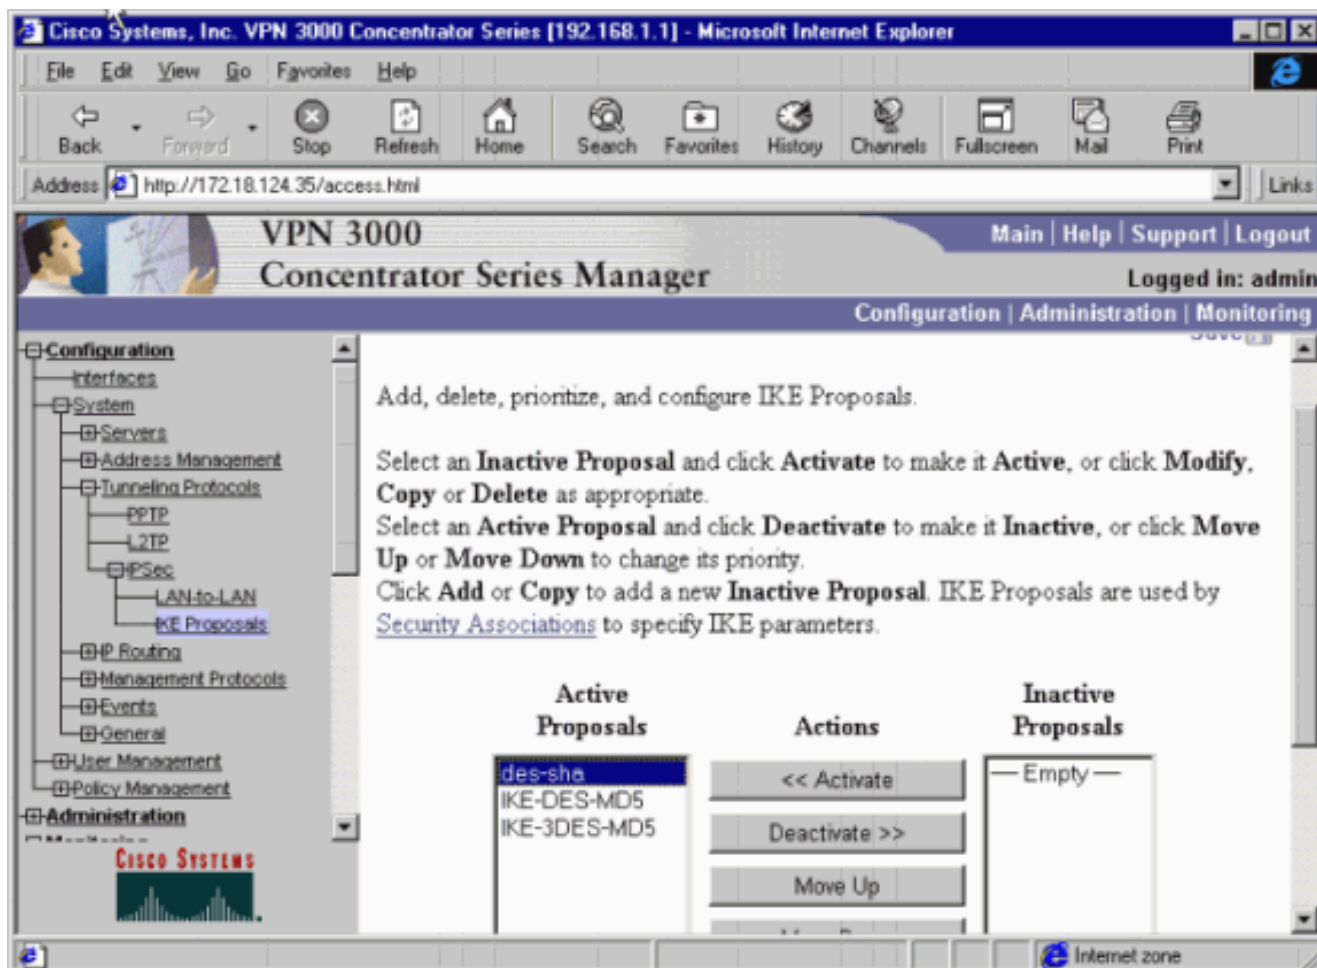 Cisco Systems, Inc. VPN 3000 Concentrator Series [192.168.1.1] - Microsoft Internet Explorer
File Edit View Go Favorites Help
Back Forward Stop Refresh Home Search Favorites History Channels Fullscreen Mail Print
Address http://172.18.124.35/access.html Links
VPN 3000
Concentrator Series Manager
Main | Help | Support | Logout
Logged in: admin
Configuration | Administration | Monitoring
Configuration
Interfaces
System
Servers
Address Management
Tunneling Protocols
PPTP
L2TP
IPSec
LAN-to-LAN
IKE Proposals
IP Routing
Management Protocols
Events
General
User Management
Policy Management
Administration
CISCO SYSTEMS
Add, delete, prioritize, and configure IKE Proposals.
Select an Inactive Proposal and click Activate to make it Active, or click Modify,
Copy or Delete as appropriate.
Select an Active Proposal and click Deactivate to make it Inactive, or click Move
Up or Move Down to change its priority.
Click Add or Copy to add a new Inactive Proposal. IKE Proposals are used by
Security Associations to specify IKE parameters.
Active
Proposals
des-sha
IKE-DES-MD5
IKE-3DES-MD5
Actions
<< Activate
Deactivate >>
Move Up
Inactive
Proposals
— Empty —
Internet zone